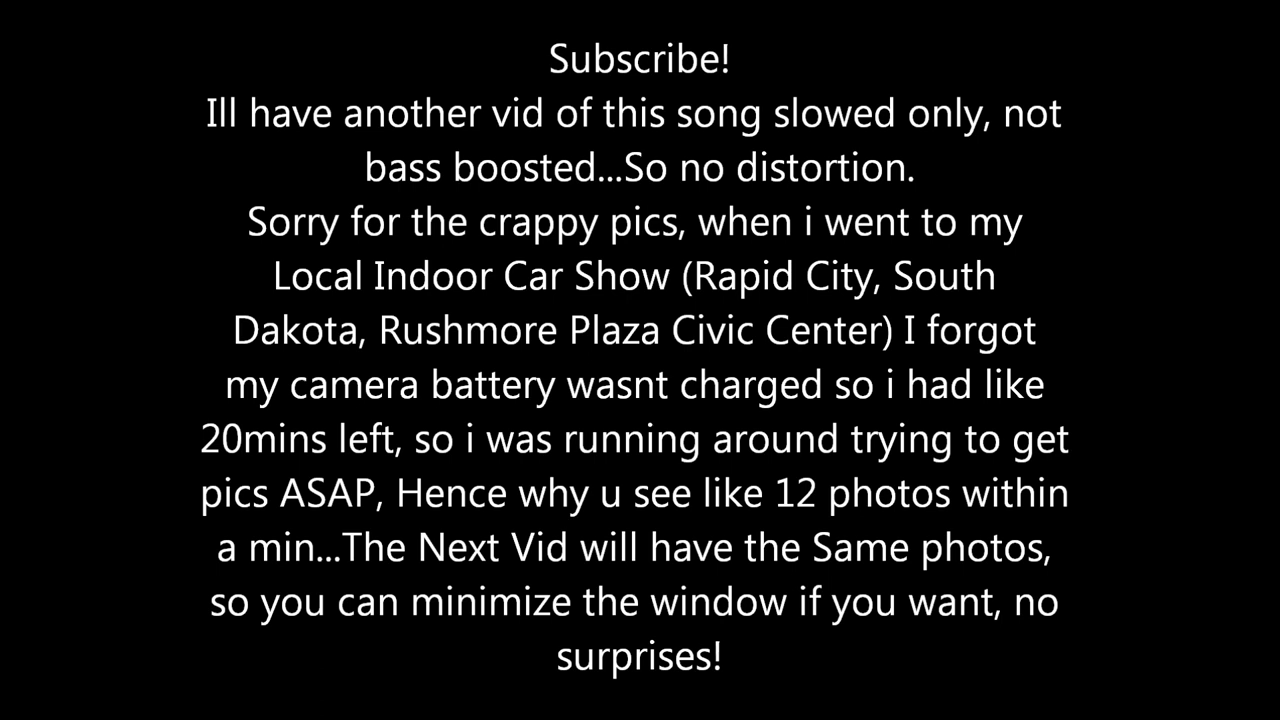 Subscribe!
Ill have another vid of this song slowed only, not
bass boosted...So no distortion.
Sorry for the crappy pics, when i went to my
Local Indoor Car Show (Rapid City, South
Dakota, Rushmore Plaza Civic Center) I forgot
my camera battery wasnt charged so i had like
20mins left, so i was running around trying to get
pics ASAP, Hence why u see like 12 photos within
a min...The Next Vid will have the Same photos,
so you can minimize the window if you want, no
surprises!